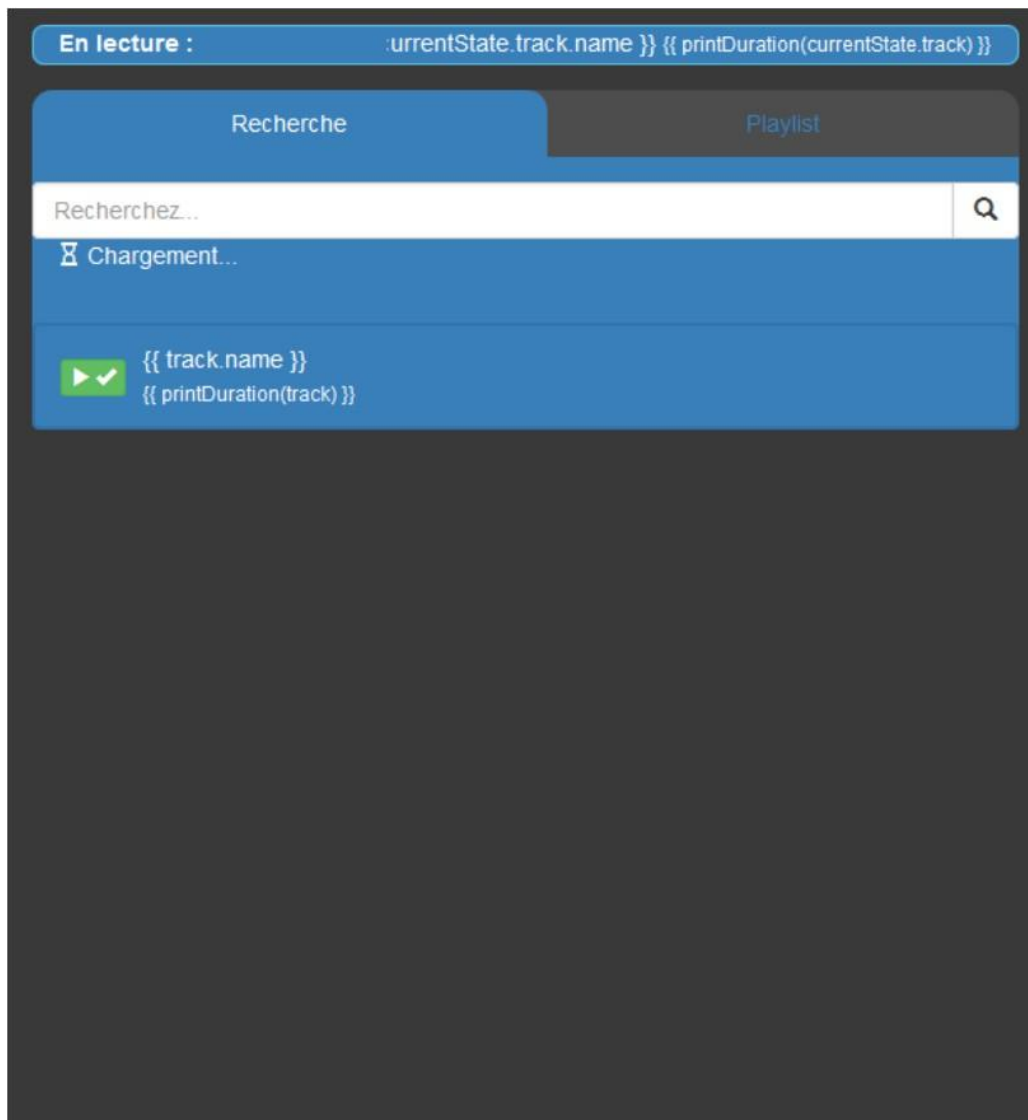 En lecture : :urrentState.track.name }} {{ printDuration(currentState.track) }}
Recherche Playlist
Recherchez...
Chargement...
{{ track.name }}
{{ printDuration(track) }}